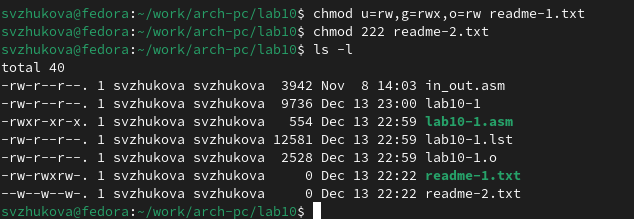 svzhukova@fedora:~/work/arch-pc/lab10$ chmod u=rw,g=rwx,o=rw readme-1.txt
svzhukova@fedora:~/work/arch-pc/lab10$ chmod 222 readme-2.txt
svzhukova@fedora:~/work/arch-pc/lab10$ ls -l
total 40
-rw-r--r--. 1 svzhukova svzhukova  3942 Nov  8 14:03 in_out.asm
-rw-r--r--. 1 svzhukova svzhukova  9736 Dec 13 23:00 lab10-1
-rwxr-xr-x. 1 svzhukova svzhukova   554 Dec 13 22:59 lab10-1.asm
-rw-r--r--. 1 svzhukova svzhukova 12581 Dec 13 22:59 lab10-1.lst
-rw-r--r--. 1 svzhukova svzhukova  2528 Dec 13 22:59 lab10-1.o
-rw-rwxrw-. 1 svzhukova svzhukova     0 Dec 13 22:22 readme-1.txt
--w--w--w-. 1 svzhukova svzhukova     0 Dec 13 22:22 readme-2.txt
svzhukova@fedora:~/work/arch-pc/lab10$